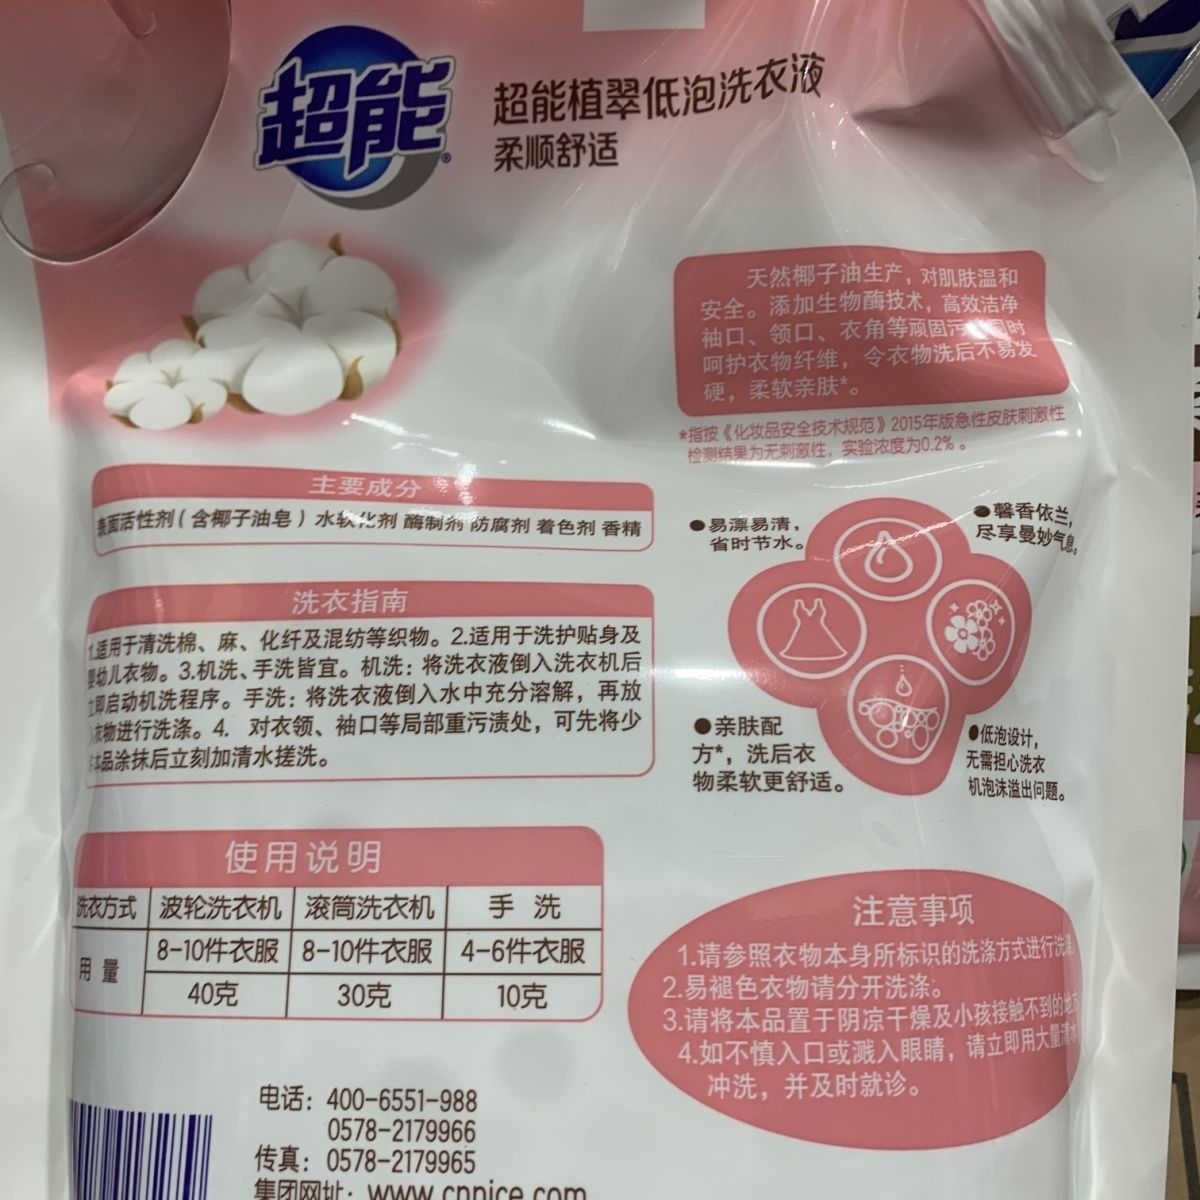 超能®
超能植翠低泡洗衣液
柔顺舒适
天然椰子油生产，对肌肤温和
安全。添加生物酶技术，高效洁净
袖口、领口、衣角等顽固污 同时
呵护衣物纤维，令衣物洗后不易发
硬，柔软亲肤*。
*指按《化妆品安全技术规范》2015年版急性皮肤刺激性
检测结果为无刺激性，实验浓度为0.2%。
主要成分
表面活性剂（含椰子油皂）水软化剂 酶制剂 防腐剂 着色剂 香精
洗衣指南
1.适用于清洗棉、麻、化纤及混纺等织物。2.适用于洗护贴身及
婴幼儿衣物。3.机洗、手洗皆宜。机洗：将洗衣液倒入洗衣机后
立即启动机洗程序。手洗：将洗衣液倒入水中充分溶解，再放
衣物进行洗涤。4. 对衣领、袖口等局部重污渍处，可先将少
本品涂抹后立刻加清水搓洗。
●易漂易清，
省时节水。
●馨香依兰，
尽享曼妙气息。
●亲肤配
方*，洗后衣
物柔软更舒适。
●低泡设计，
无需担心洗衣
机泡沫溢出问题。
使用说明
洗衣方式 波轮洗衣机 滚筒洗衣机 手 洗
用 量 8-10件衣服 8-10件衣服 4-6件衣服
40克 30克 10克
注意事项
1.请参照衣物本身所标识的洗涤方式进行洗涤
2.易褪色衣物请分开洗涤。
3.请将本品置于阴凉干燥及小孩接触不到的地方
4.如不慎入口或溅入眼睛，请立即用大量清水
冲洗，并及时就诊。
电话：400-6551-988
0578-2179966
传真：0578-2179965
集团网址：www.cnnice.com